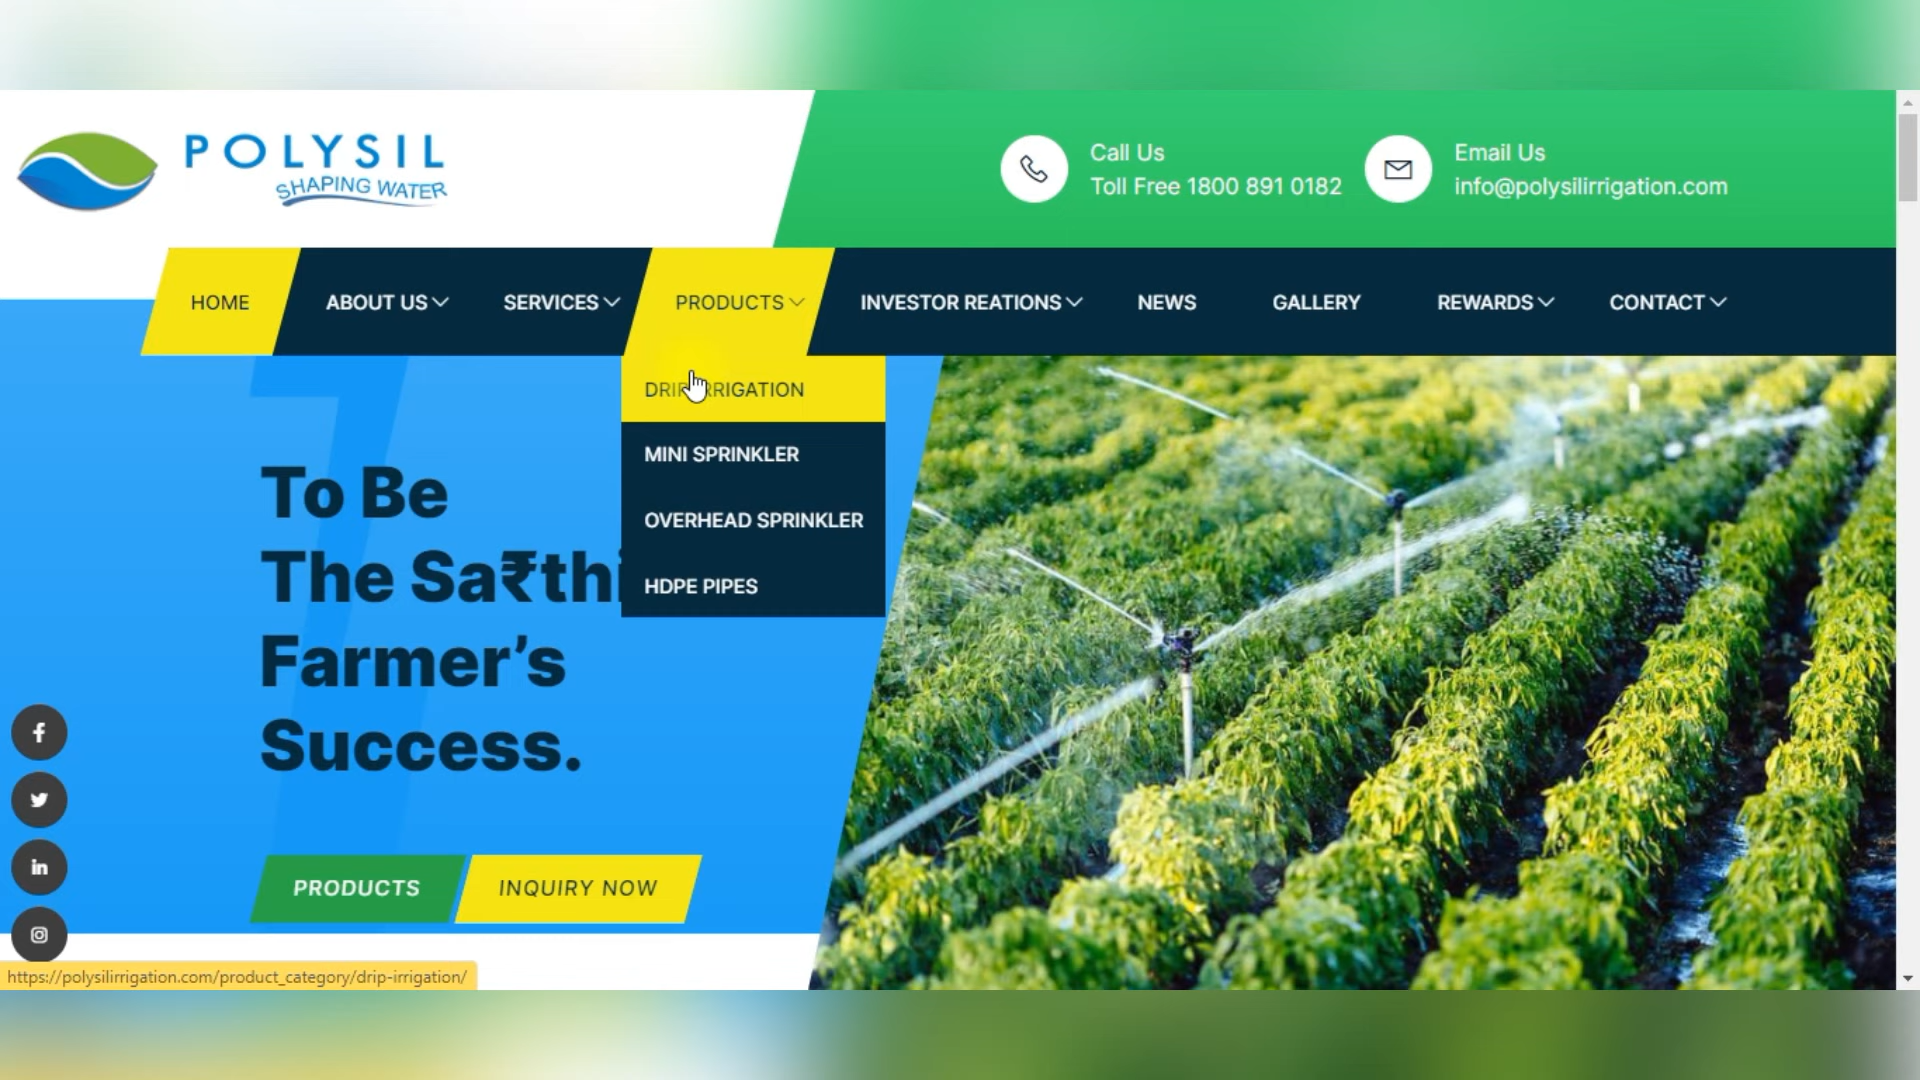 POLYSIL
SHAPING WATER
Call Us
Toll Free 1800 891 0182
Email Us
info@polysilirrigation.com
HOME
ABOUT US
SERVICES
PRODUCTS
INVESTOR REATIONS
NEWS
GALLERY
REWARDS
CONTACT
DRIP IRRIGATION
MINI SPRINKLER
OVERHEAD SPRINKLER
HDPE PIPES
To Be
The Sa₹thi
Farmer’s
Success.
PRODUCTS
INQUIRY NOW
https://polysilirrigation.com/product_category/drip-irrigation/